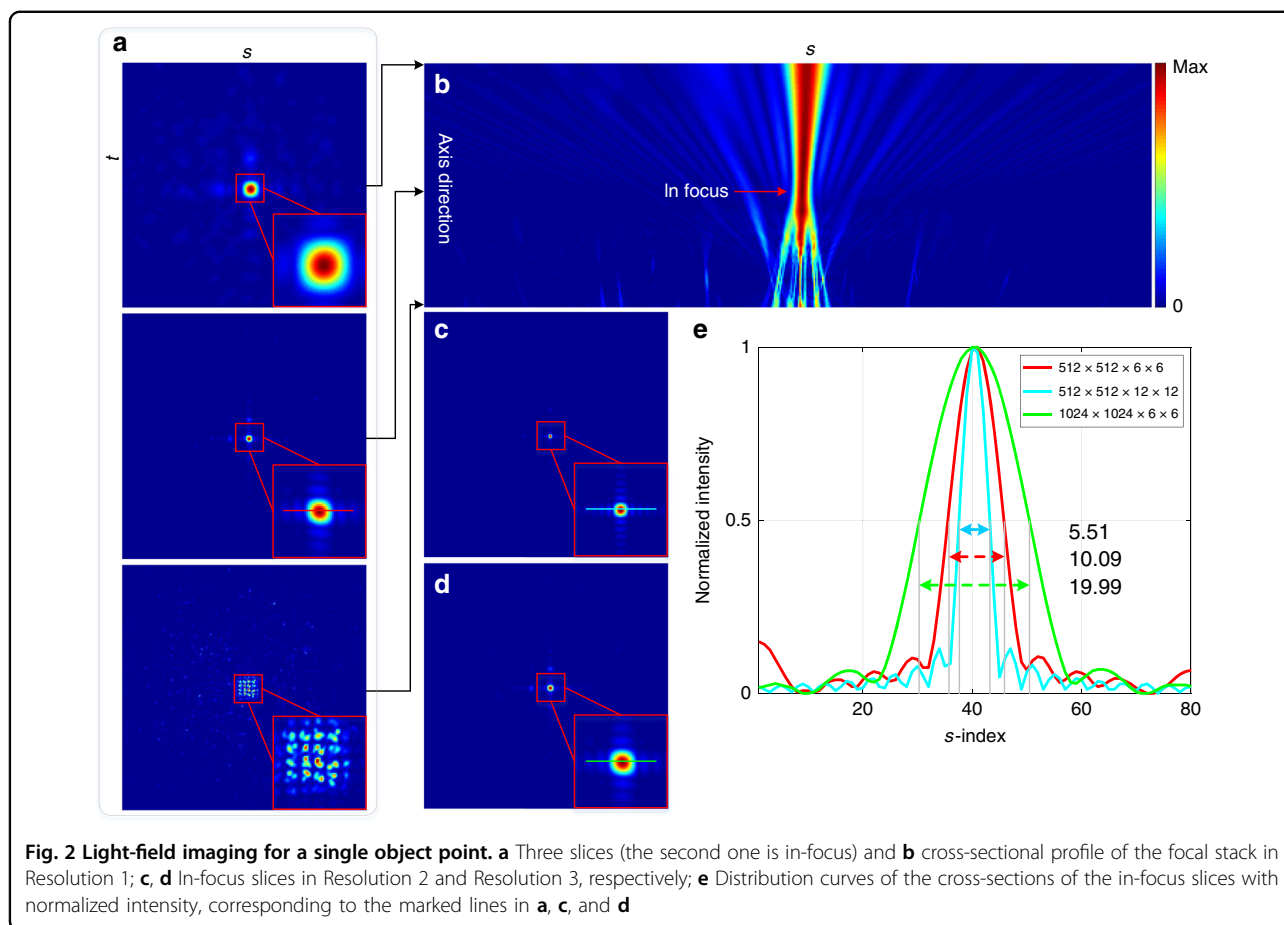 a
s
t
s
b
Max
Axis direction
In focus
0
c
d
e
1
0.5
0
Normalized intensity
512 × 512 × 6 × 6
512 × 512 × 12 × 12
1024 × 1024 × 6 × 6
5.51
10.09
19.99
20
40
60
80
s-index
Fig. 2 Light-field imaging for a single object point. a Three slices (the second one is in-focus) and b cross-sectional profile of the focal stack in
Resolution 1; c, d In-focus slices in Resolution 2 and Resolution 3, respectively; e Distribution curves of the cross-sections of the in-focus slices with
normalized intensity, corresponding to the marked lines in a, c, and d